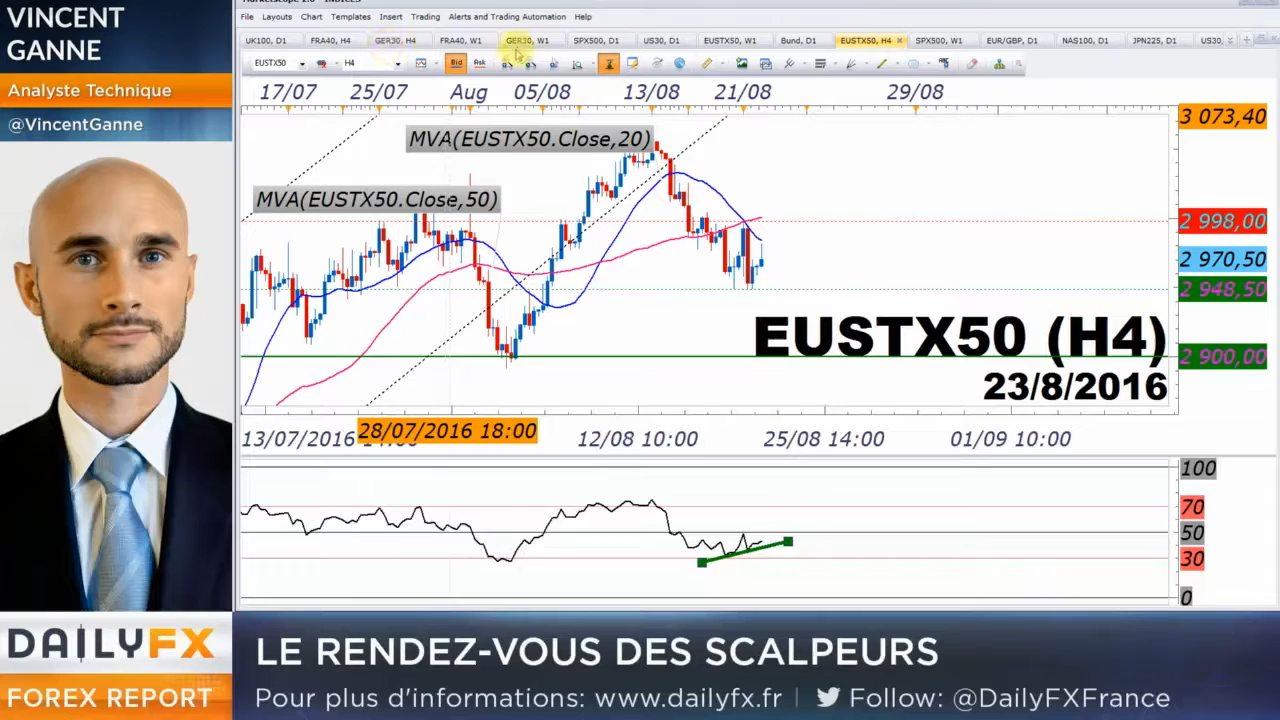 VINCENT
GANNE
Analyste Technique
@VincentGanne
File Layouts Chart Templates Insert Trading Alerts and Trading Automation Help
UK100, D1 FRA40, H4 GER30, H4 FRA40, W1 GER30, W1 SPX500, D1 US30, D1 EUSTX50, W1 Bund, D1 EUSTX50, H4 SPX500, W1 EUR/GBP, D1 NAS100, D1 JPN225, D1 US30,
EUSTX50 H4 Bid Ask
17/07 25/07 Aug 05/08 13/08 21/08 29/08
3 073,40
MVA(EUSTX50.Close,20)
MVA(EUSTX50.Close,50)
2 998,00
2 970,50
2 948,50
EUSTX50 (H4)
2 900,00
23/8/2016
13/07/2016 28/07/2016 18:00 12/08 10:00 25/08 14:00 01/09 10:00
100
70
50
30
0
DAILYFX
FOREX REPORT
LE RENDEZ-VOUS DES SCALPEURS
Pour plus d'informations: www.dailyfx.fr | Follow: @DailyFXFrance